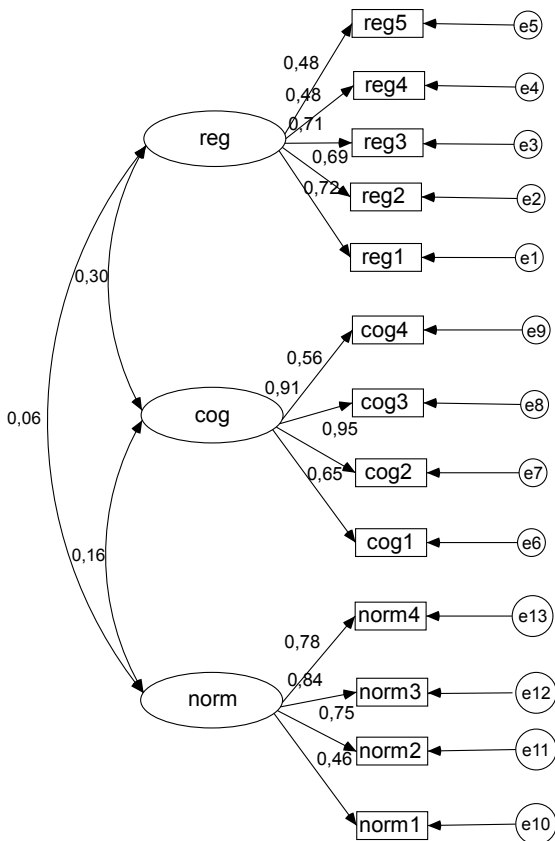 reg5
e5
0,48
reg4
e4
0,48
0,71
reg
reg3
e3
0,69
reg2
e2
0,72
reg1
e1
0,30
cog4
e9
0,56
0,91
cog3
e8
0,06
cog
0,95
cog2
e7
0,65
cog1
e6
0,16
norm4
e13
0,78
0,84
norm
norm3
e12
0,75
norm2
e11
0,46
norm1
e10